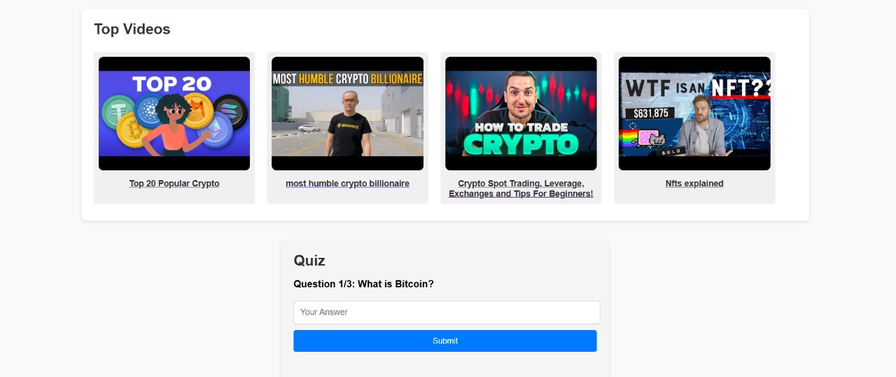 Top Videos
TOP 20
Top 20 Popular Crypto
MOST HUMBLE CRYPTO BILLIONAIRE
BINANCE
most humble crypto billionaire
HOW TO TRADE
CRYPTO
Crypto Spot Trading, Leverage,
Exchanges and Tips For Beginners!
WTF IS AN NFT??
$631,875
SOLD
Nfts explained
Quiz
Question 1/3: What is Bitcoin?
Your Answer
Submit